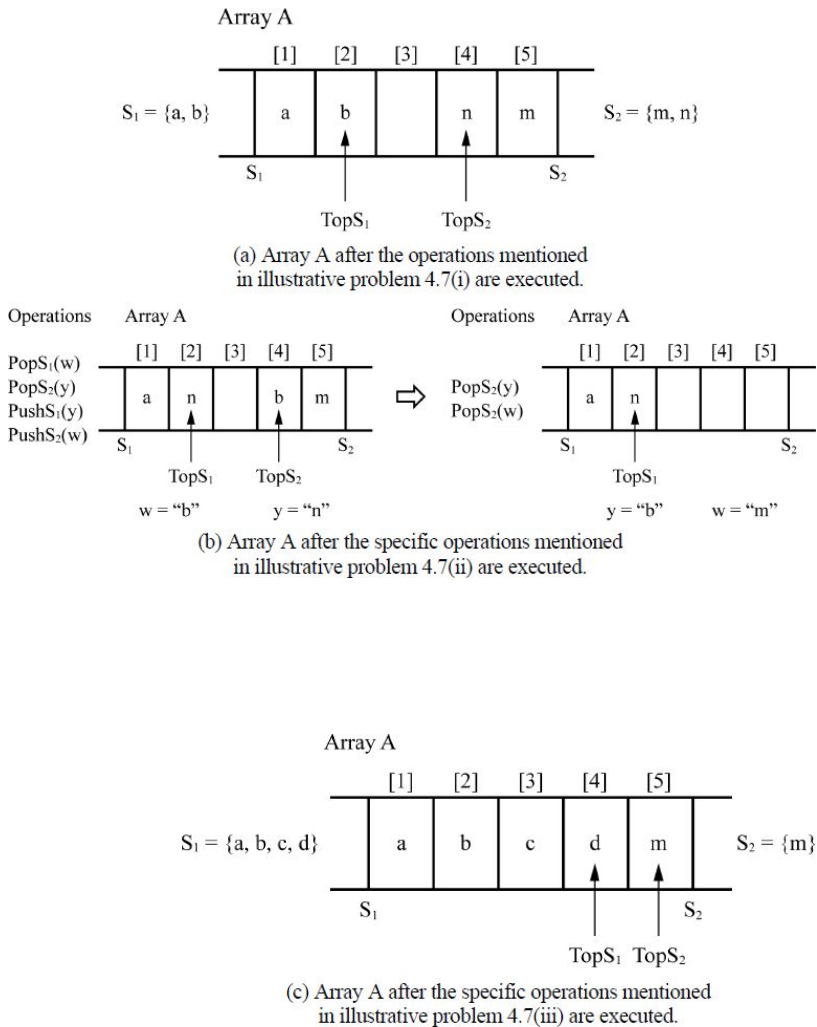 Array A
[1] [2] [3] [4] [5]
S₁ = {a, b} a b n m S₂ = {m, n}
S₁ S₂
TopS₁ TopS₂
(a) Array A after the operations mentioned
in illustrative problem 4.7(i) are executed.
Operations Array A
[1] [2] [3] [4] [5]
PopS₁(w)
PopS₂(y)
PushS₁(y)
PushS₂(w)
a n b m
S₁ S₂
TopS₁ TopS₂
w = “b” y = “n”
Operations Array A
[1] [2] [3] [4] [5]
PopS₂(y)
PopS₂(w)
a n
S₁ S₂
TopS₁
y = “b” w = “m”
(b) Array A after the specific operations mentioned
in illustrative problem 4.7(ii) are executed.
Array A
[1] [2] [3] [4] [5]
S₁ = {a, b, c, d} a b c d m S₂ = {m}
S₁ S₂
TopS₁ TopS₂
(c) Array A after the specific operations mentioned
in illustrative problem 4.7(iii) are executed.